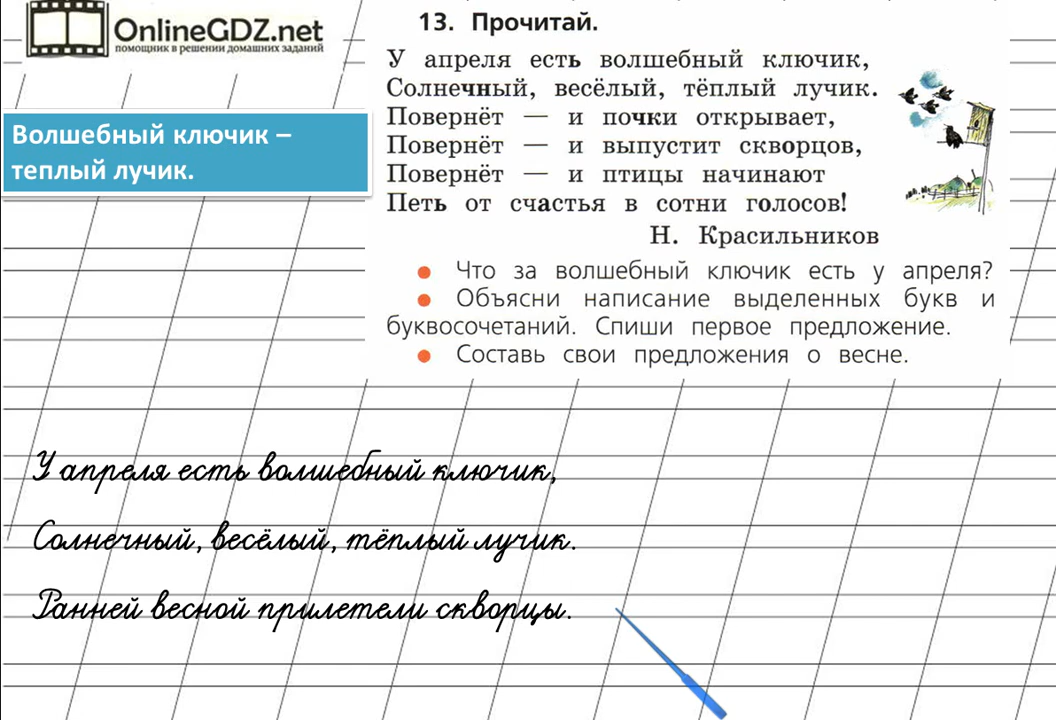 OnlineGDZ.net
помощник в решении домашних заданий
13. Прочитай.
У апреля есть волшебный ключик,
Солнечный, весёлый, тёплый лучик.
Повернёт — и почки открывает,
Повернёт — и выпустит скворцов,
Повернёт — и птицы начинают
Петь от счастья в сотни голосов!
Н. Красильников
Волшебный ключик –
теплый лучик.
● Что за волшебный ключик есть у апреля?
● Объясни написание выделенных букв и
буквосочетаний. Спиши первое предложение.
● Составь свои предложения о весне.
У апреля есть волшебный ключик,
Солнечный, весёлый, тёплый лучик.
Ранней весной прилетели скворцы.